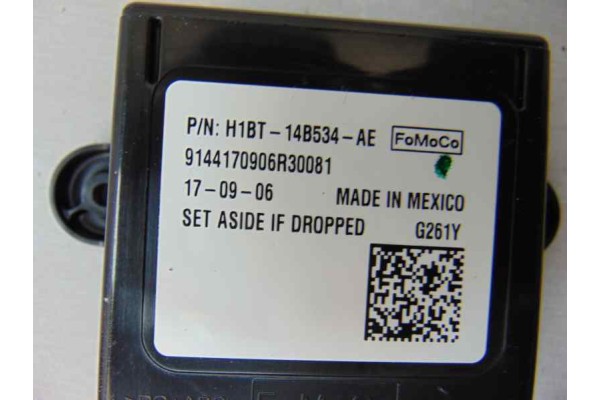 P/N: H1BT-14B534-AE FoMoCo
9144170906R30081
17-09-06 MADE IN MEXICO
SET ASIDE IF DROPPED G261Y